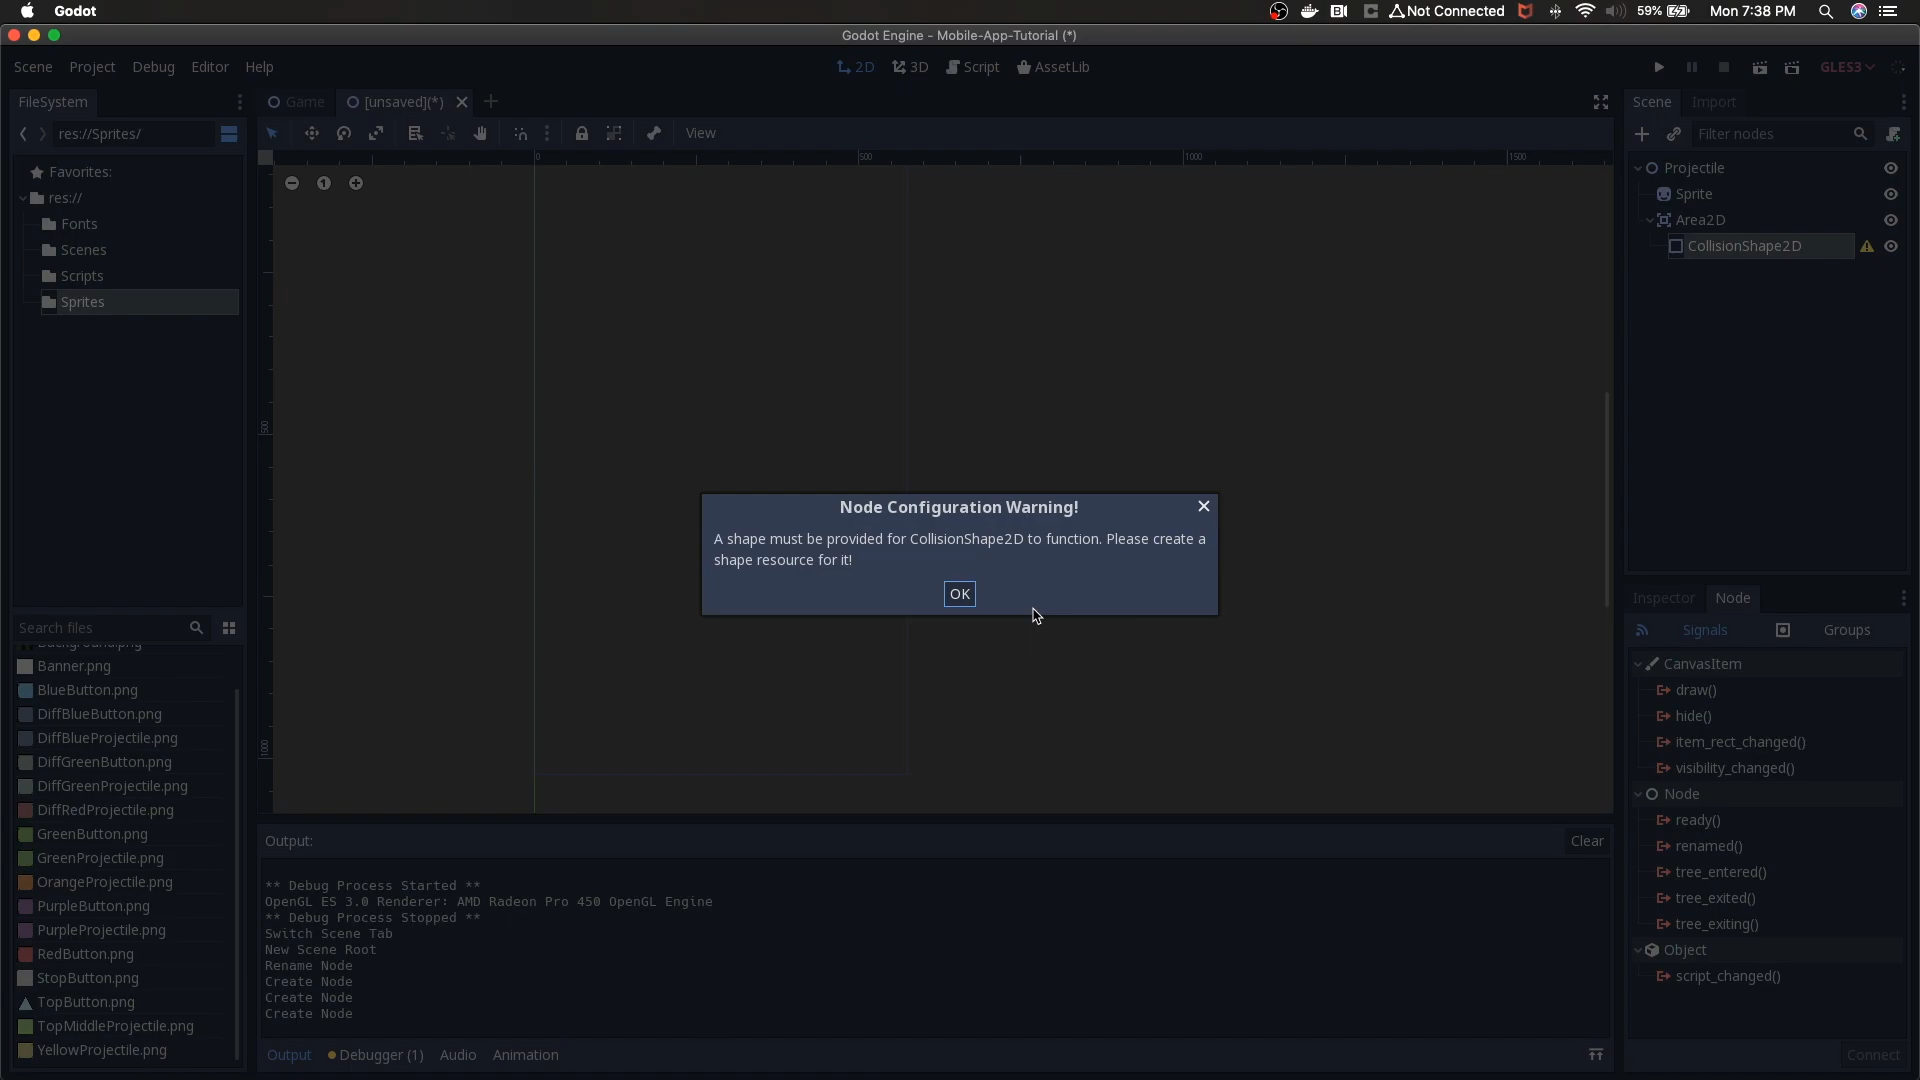 Godot
Not Connected
59%
Mon 7:38 PM
Godot Engine - Mobile-App-Tutorial (*)
Scene Project Debug Editor Help
2D 3D Script AssetLib
GLES3
FileSystem
Game
[unsaved](*)
Scene Import
res://Sprites/
View
Filter nodes
0 500 1000 1500
500
1000
1
Favorites:
res://
Fonts
Scenes
Scripts
Sprites
Projectile
Sprite
Area2D
CollisionShape2D
Node Configuration Warning!
A shape must be provided for CollisionShape2D to function. Please create a
shape resource for it!
OK
Search files
Background.png
Banner.png
BlueButton.png
DiffBlueButton.png
DiffBlueProjectile.png
DiffGreenButton.png
DiffGreenProjectile.png
DiffRedProjectile.png
GreenButton.png
GreenProjectile.png
OrangeProjectile.png
PurpleButton.png
PurpleProjectile.png
RedButton.png
StopButton.png
TopButton.png
TopMiddleProjectile.png
YellowProjectile.png
Inspector Node
Signals Groups
CanvasItem
draw()
hide()
item_rect_changed()
visibility_changed()
Node
ready()
renamed()
tree_entered()
tree_exited()
tree_exiting()
Object
script_changed()
Connect
Output:
Clear
** Debug Process Started **
OpenGL ES 3.0 Renderer: AMD Radeon Pro 450 OpenGL Engine
** Debug Process Stopped **
Switch Scene Tab
New Scene Root
Rename Node
Create Node
Create Node
Create Node
Output Debugger (1) Audio Animation